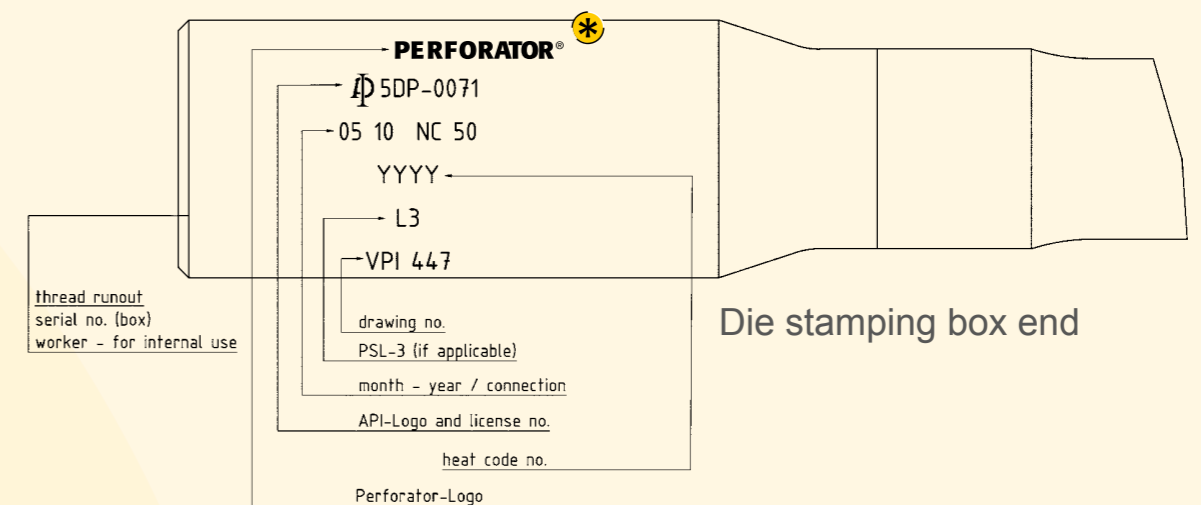 PERFORATOR®
API 5DP-0071
05 10 NC 50
YYYY
L3
VPI 447
thread runout
serial no. (box)
worker - for internal use
drawing no.
PSL-3 (if applicable)
month - year / connection
API-Logo and license no.
heat code no.
Perforator-Logo
Die stamping box end